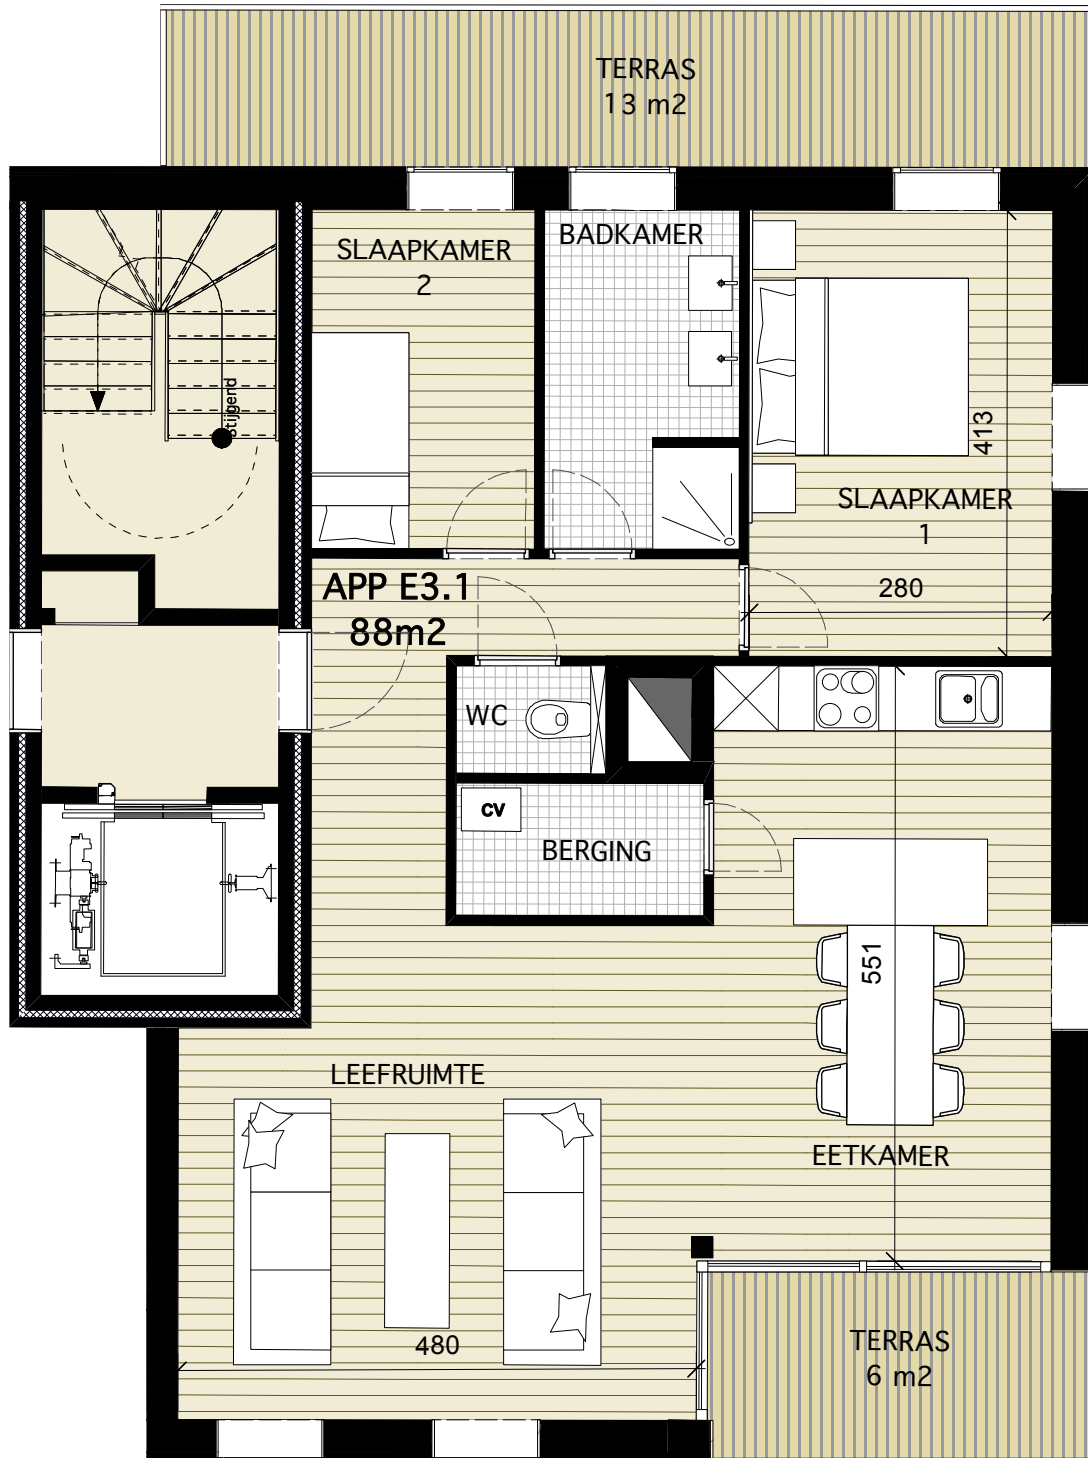 TERRAS
13 m2
BADKAMER
SLAAPKAMER
2
Stijgend
413
SLAAPKAMER
1
280
APP E3.1
88m2
WC
CV
BERGING
551
LEEFRUIMTE
EETKAMER
480
TERRAS
6 m2